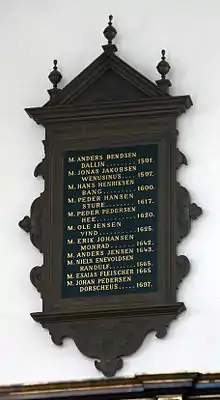 M. ANDERS BENDSEN
DALLIN........1591.
M. JONAS JAKOBSEN
WENUSINUS....1597.
M. HANS HENRIKSEN
BANG.........1600.
M. PEDER HANSEN
STURE........1617.
M. PEDER PEDERSEN
HEE..........1620.
M. OLE JENSEN
VIND.........1625.
M. ERIK JOHANSEN
MONRAD.......1642.
M. ANDERS JENSEN 1643.
M. NIELS ENEVOLDSEN
RANDULF......1665.
M. ESAIAS FLEISCHER 1665
M. JOHAN PEDERSEN
DORSCHEUS....1697.